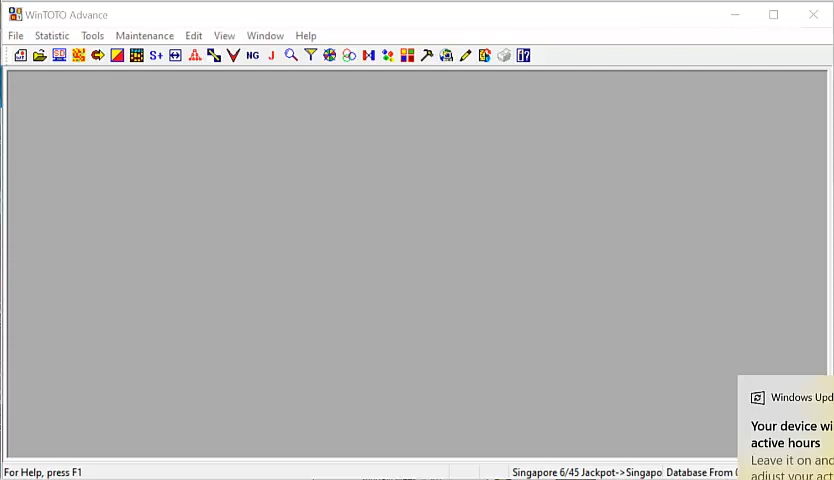 WinTOTO Advance
File Statistic Tools Maintenance Edit View Window Help
S+ NG J
Windows Upd
Your device wi
active hours
Leave it on and
adjust your act
For Help, press F1 Singapore 6/45 Jackpot->Singapo Database From